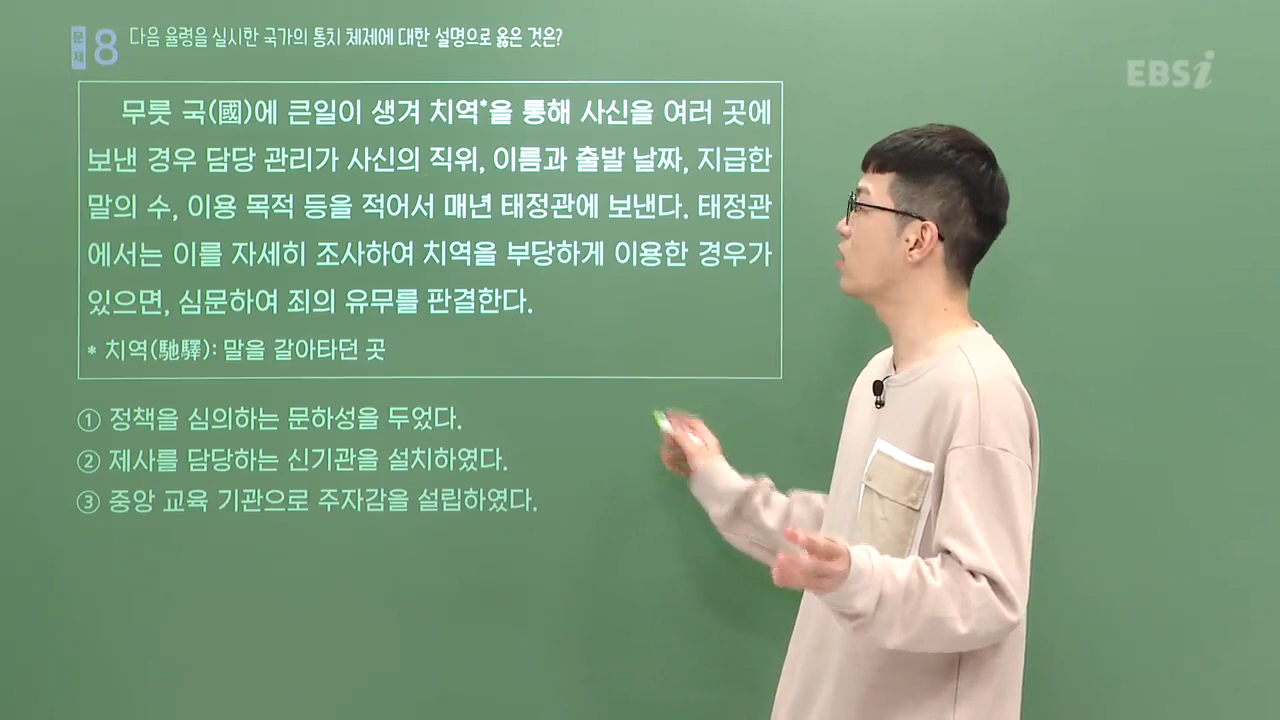 문제 8 다음 율령을 실시한 국가의 통치 체제에 대한 설명으로 옳은 것은?
EBSi
무릇 국(國)에 큰일이 생겨 치역*을 통해 사신을 여러 곳에
보낸 경우 담당 관리가 사신의 직위, 이름과 출발 날짜, 지급한
말의 수, 이용 목적 등을 적어서 매년 태정관에 보낸다. 태정관
에서는 이를 자세히 조사하여 치역을 부당하게 이용한 경우가
있으면, 심문하여 죄의 유무를 판결한다.
* 치역(馳驛): 말을 갈아타던 곳
① 정책을 심의하는 문하성을 두었다.
② 제사를 담당하는 신기관을 설치하였다.
③ 중앙 교육 기관으로 주자감을 설립하였다.